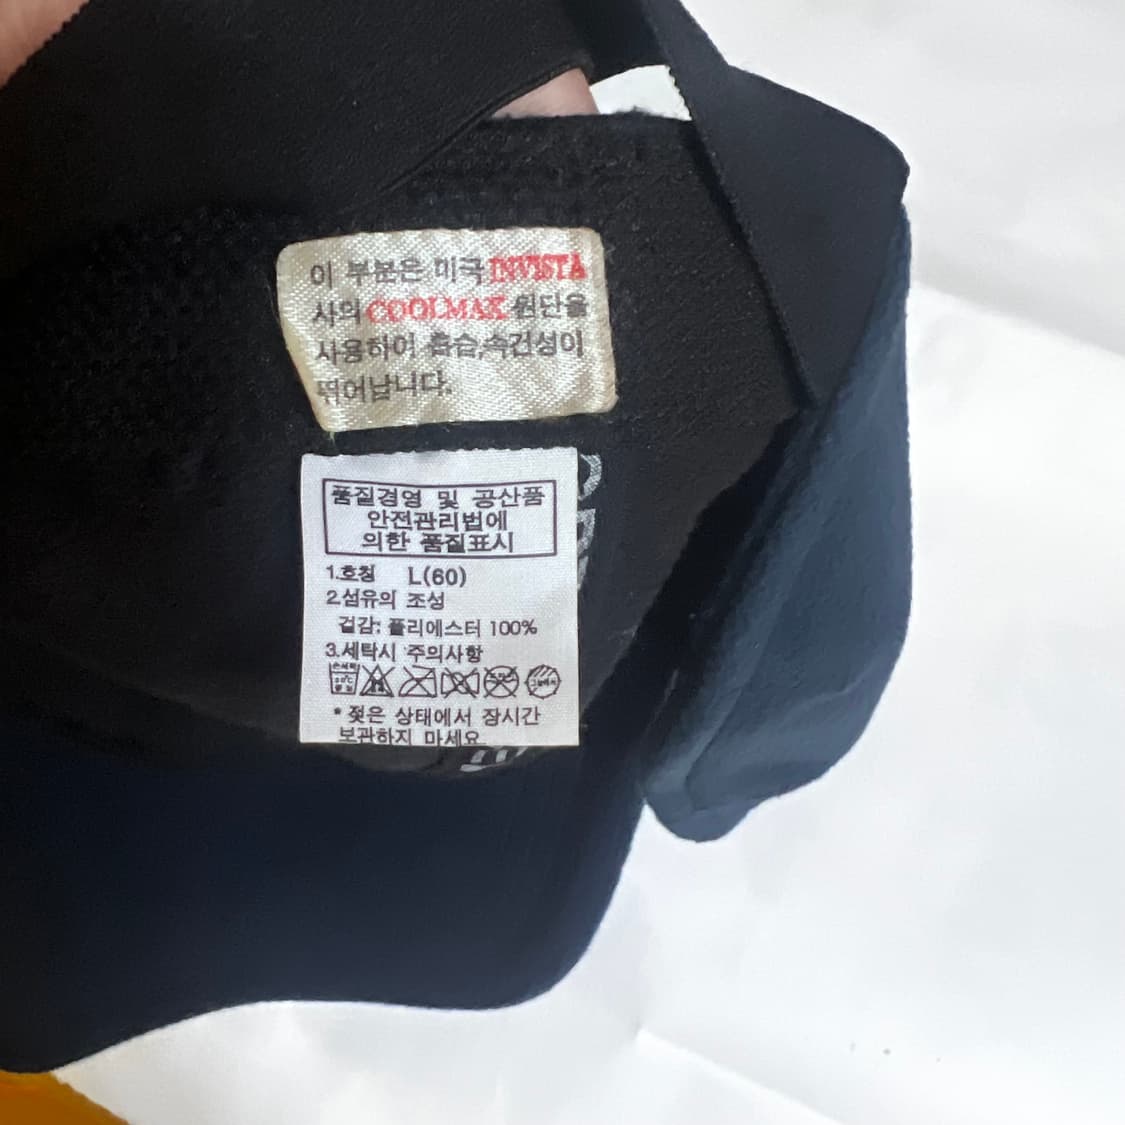 이 부분은 미국 INVISTA
사의 COOLMAX 원단을
사용하여 흡습,속건성이
뛰어납니다.
품질경영 및 공산품
안전관리법에
의한 품질표시
1.호칭 L(60)
2.섬유의 조성
겉감: 폴리에스터 100%
3.세탁시 주의사항
* 젖은 상태에서 장시간
보관하지 마세요